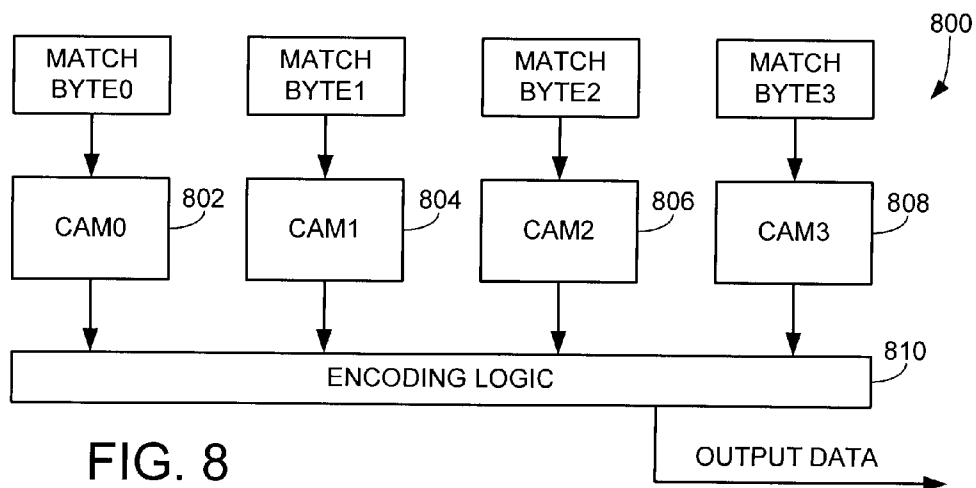 800
MATCH BYTE0
MATCH BYTE1
MATCH BYTE2
MATCH BYTE3
CAM0
802
CAM1
804
CAM2
806
CAM3
808
ENCODING LOGIC
810
FIG. 8
OUTPUT DATA